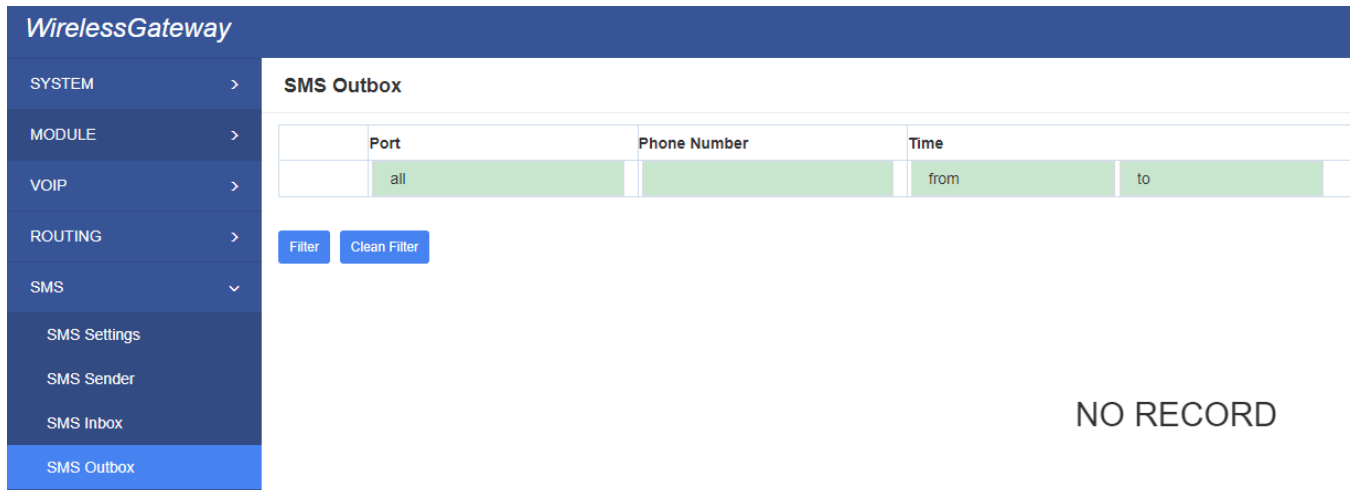 WirelessGateway
SYSTEM
MODULE
VOIP
ROUTING
SMS
SMS Settings
SMS Sender
SMS Inbox
SMS Outbox
SMS Outbox
Port Phone Number Time
all from to
Filter Clean Filter
NO RECORD